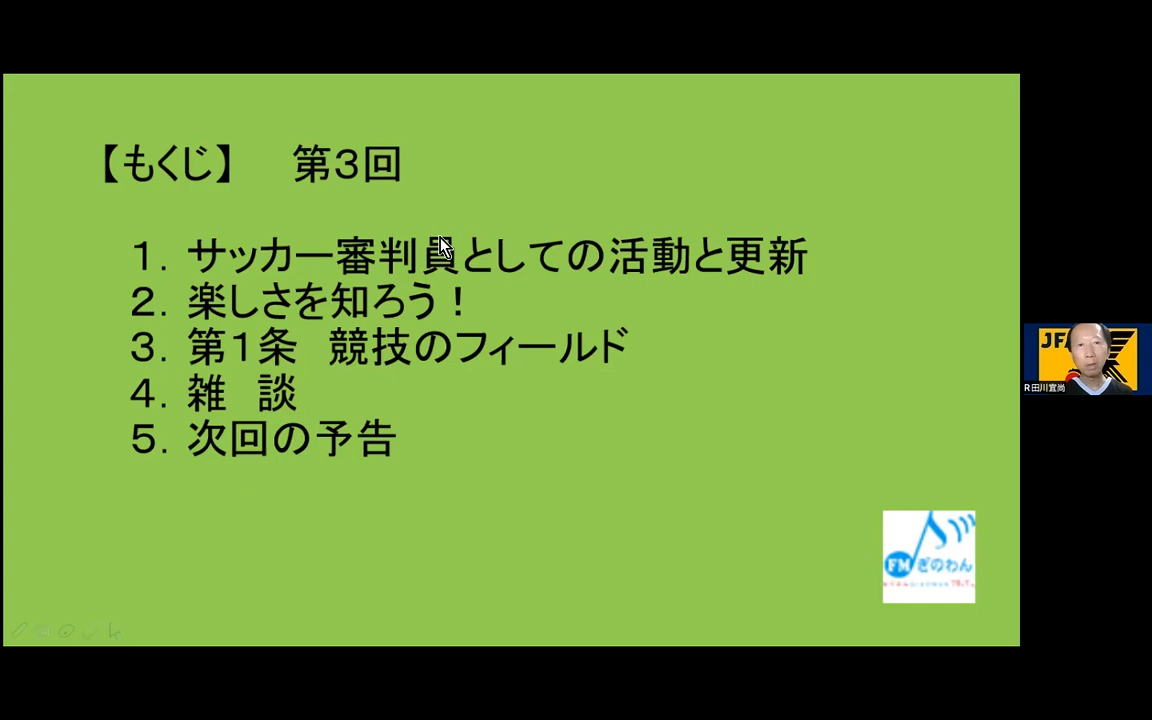 【もくじ】　第３回
１．サッカー審判員としての活動と更新
２．楽しさを知ろう！
３．第１条　競技のフィールド
４．雑　談
５．次回の予告
JFA
R田川宜尚
FM ぎのわん